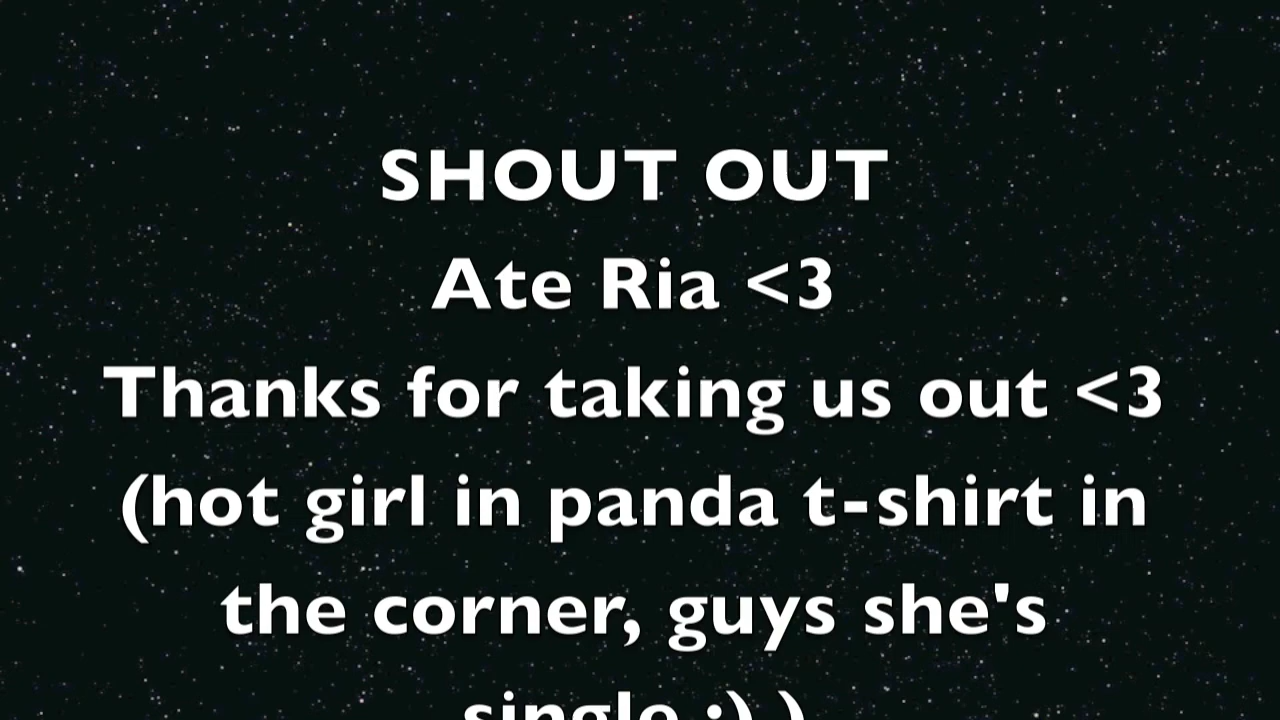 SHOUT OUT
Ate Ria <3
Thanks for taking us out <3
(hot girl in panda t-shirt in
the corner, guys she's
single :) )